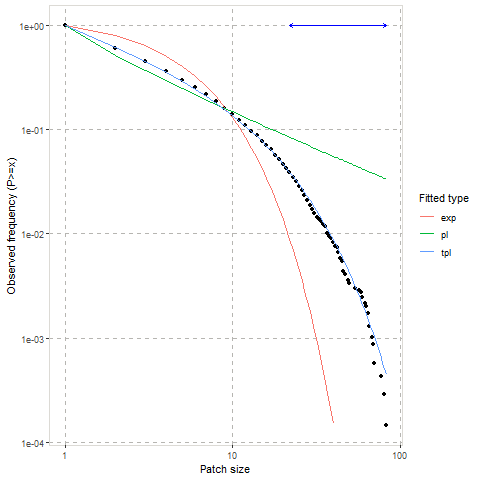 1e+00
1e-01
1e-02
1e-03
1e-04
Observed frequency (P>=x)
1
10
100
Patch size
Fitted type
exp
pl
tpl